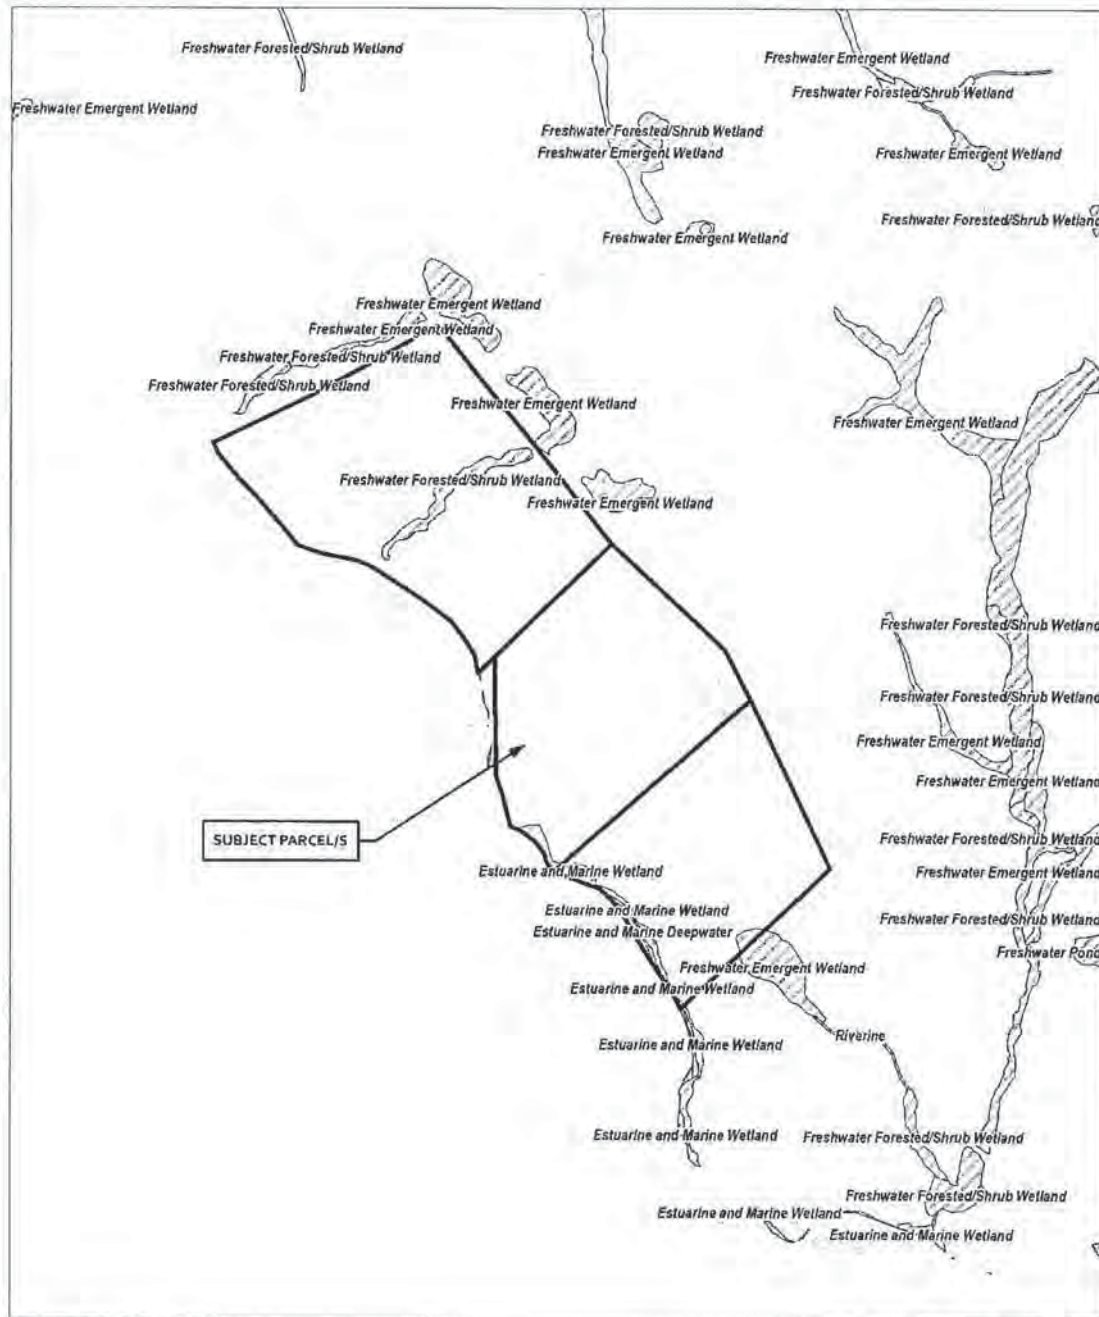 Freshwater Forested/Shrub Wetland
Freshwater Emergent Wetland
Freshwater Emergent Wetland
Freshwater Forested/Shrub Wetland
Freshwater Emergent Wetland
Freshwater Forested/Shrub Wetland
Freshwater Emergent Wetland
Freshwater Emergent Wetland
Freshwater Forested/Shrub Wetland
Freshwater Emergent Wetland
Freshwater Emergent Wetland
Freshwater Emergent Wetland
Freshwater Forested/Shrub Wetland
Freshwater Forested/Shrub Wetland
Freshwater Emergent Wetland
Freshwater Emergent Wetland
Freshwater Forested/Shrub Wetland
Freshwater Emergent Wetland
Freshwater Forested/Shrub Wetland
Freshwater Forested/Shrub Wetland
Freshwater Emergent Wetland
Freshwater Emergent Wetland
SUBJECT PARCEL/S
Freshwater Forested/Shrub Wetland
Estuarine and Marine Wetland
Freshwater Emergent Wetland
Estuarine and Marine Wetland
Freshwater Forested/Shrub Wetland
Estuarine and Marine Deepwater
Freshwater Pond
Freshwater Emergent Wetland
Estuarine and Marine Wetland
Riverine
Estuarine and Marine Wetland
Estuarine and Marine Wetland
Freshwater Forested/Shrub Wetland
Freshwater Forested/Shrub Wetland
Estuarine and Marine Wetland
Estuarine and Marine Wetland